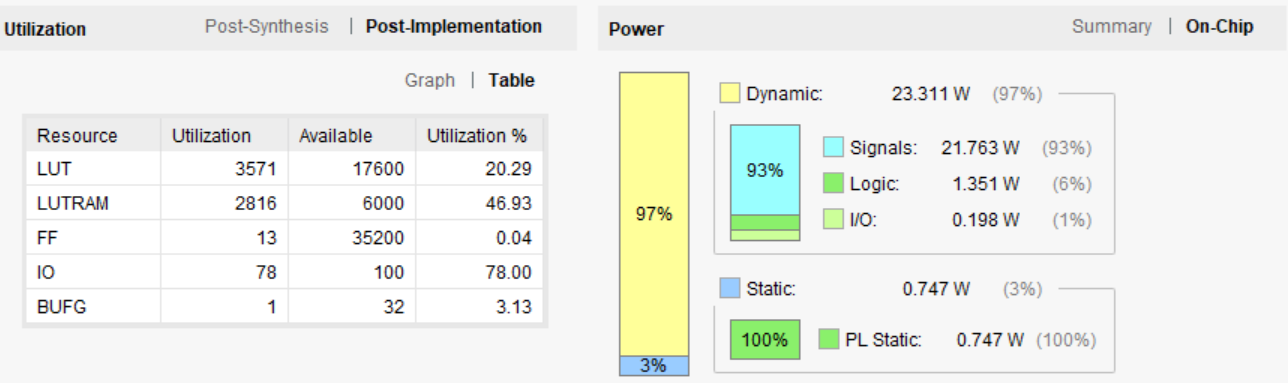 Utilization Post-Synthesis | Post-Implementation
Graph | Table
Resource Utilization Available Utilization %
LUT 3571 17600 20.29
LUTRAM 2816 6000 46.93
FF 13 35200 0.04
IO 78 100 78.00
BUFG 1 32 3.13
Power Summary | On-Chip
97%
3%
Dynamic: 23.311 W (97%)
93%
Signals: 21.763 W (93%)
Logic: 1.351 W (6%)
I/O: 0.198 W (1%)
Static: 0.747 W (3%)
100%
PL Static: 0.747 W (100%)